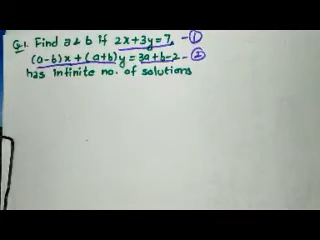 Q.1. Find a & b if 2x+3y=7, -①
(a-b)x+(a+b)y=3a+b-2-②
has infinite no. of solutions